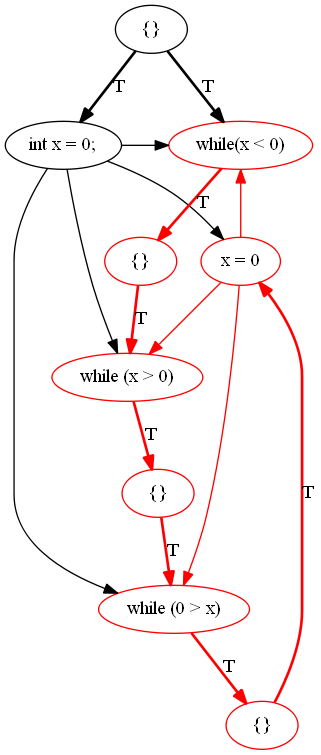 {}
T
T
int x = 0;
while(x < 0)
T
{}
x = 0
T
while (x > 0)
T
{}
T
T
while (0 > x)
T
{}